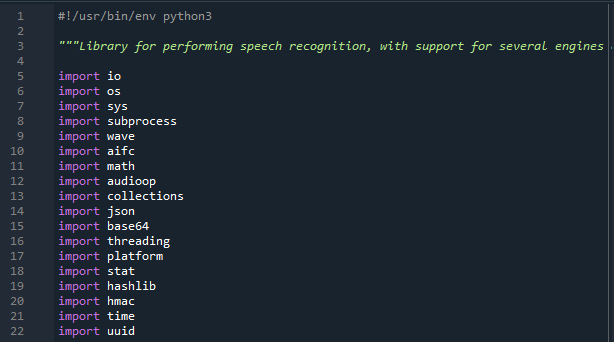 1 #!/usr/bin/env python3
2
3 """Library for performing speech recognition, with support for several engines
4
5 import io
6 import os
7 import sys
8 import subprocess
9 import wave
10 import aifc
11 import math
12 import audioop
13 import collections
14 import json
15 import base64
16 import threading
17 import platform
18 import stat
19 import hashlib
20 import hmac
21 import time
22 import uuid